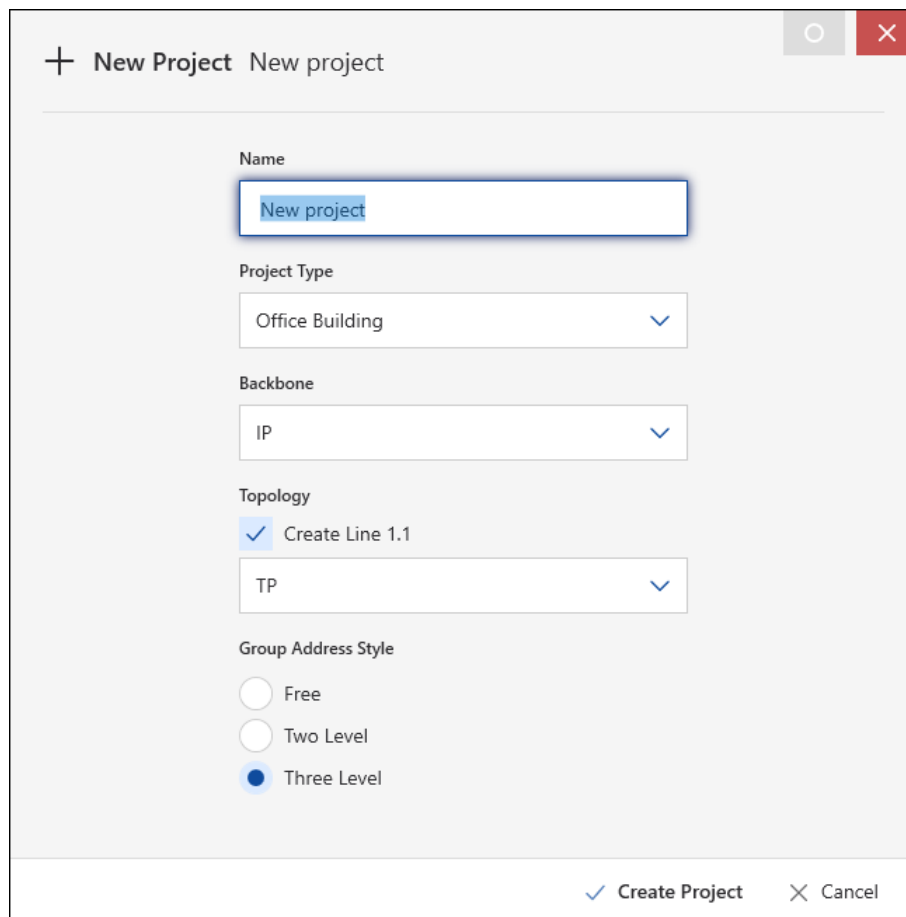 New Project New project
Name
New project
Project Type
Office Building
Backbone
IP
Topology
Create Line 1.1
TP
Group Address Style
Free
Two Level
Three Level
Create Project Cancel